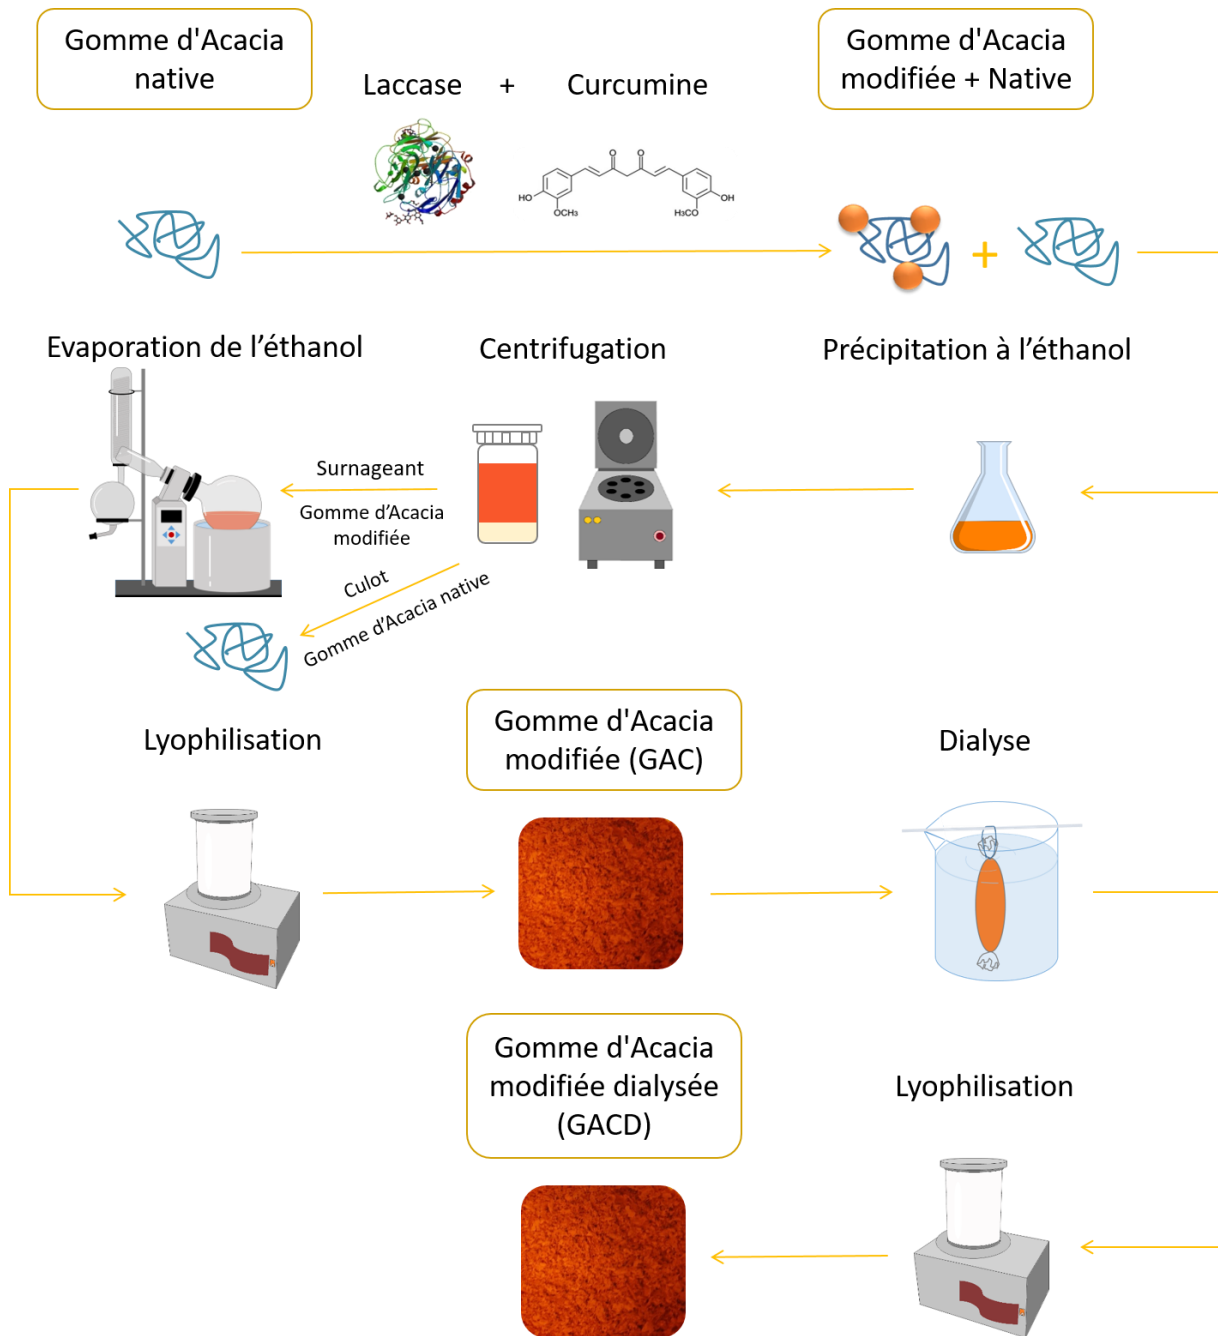 Gomme d'Acacia
native
Laccase + Curcumine
Gomme d'Acacia
modifiée + Native
O O
HO
OCH3
H3CO
OH
+
Evaporation de l’éthanol
Centrifugation
Précipitation à l’éthanol
Surnageant
Gomme d’Acacia
modifiée
Culot
Gomme d’Acacia native
Lyophilisation
Gomme d'Acacia
modifiée (GAC)
Dialyse
Gomme d'Acacia
modifiée dialysée
(GACD)
Lyophilisation